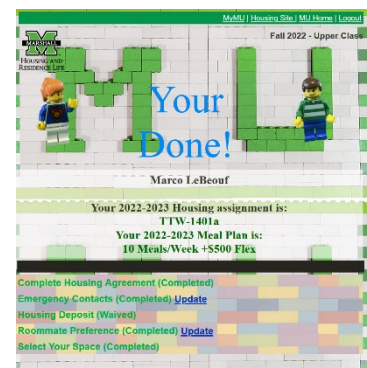 MyMU | Housing Site | MU Home | Logout
Fall 2022 - Upper Class
MARSHALL
HOUSING AND
RESIDENCE LIFE
Your
Done!
Marco LeBeouf
Your 2022-2023 Housing assignment is:
TTW-1401a
Your 2022-2023 Meal Plan is:
10 Meals/Week +$500 Flex
Complete Housing Agreement (Completed)
Emergency Contacts (Completed) Update
Housing Deposit (Waived)
Roommate Preference (Completed) Update
Select Your Space (Completed)